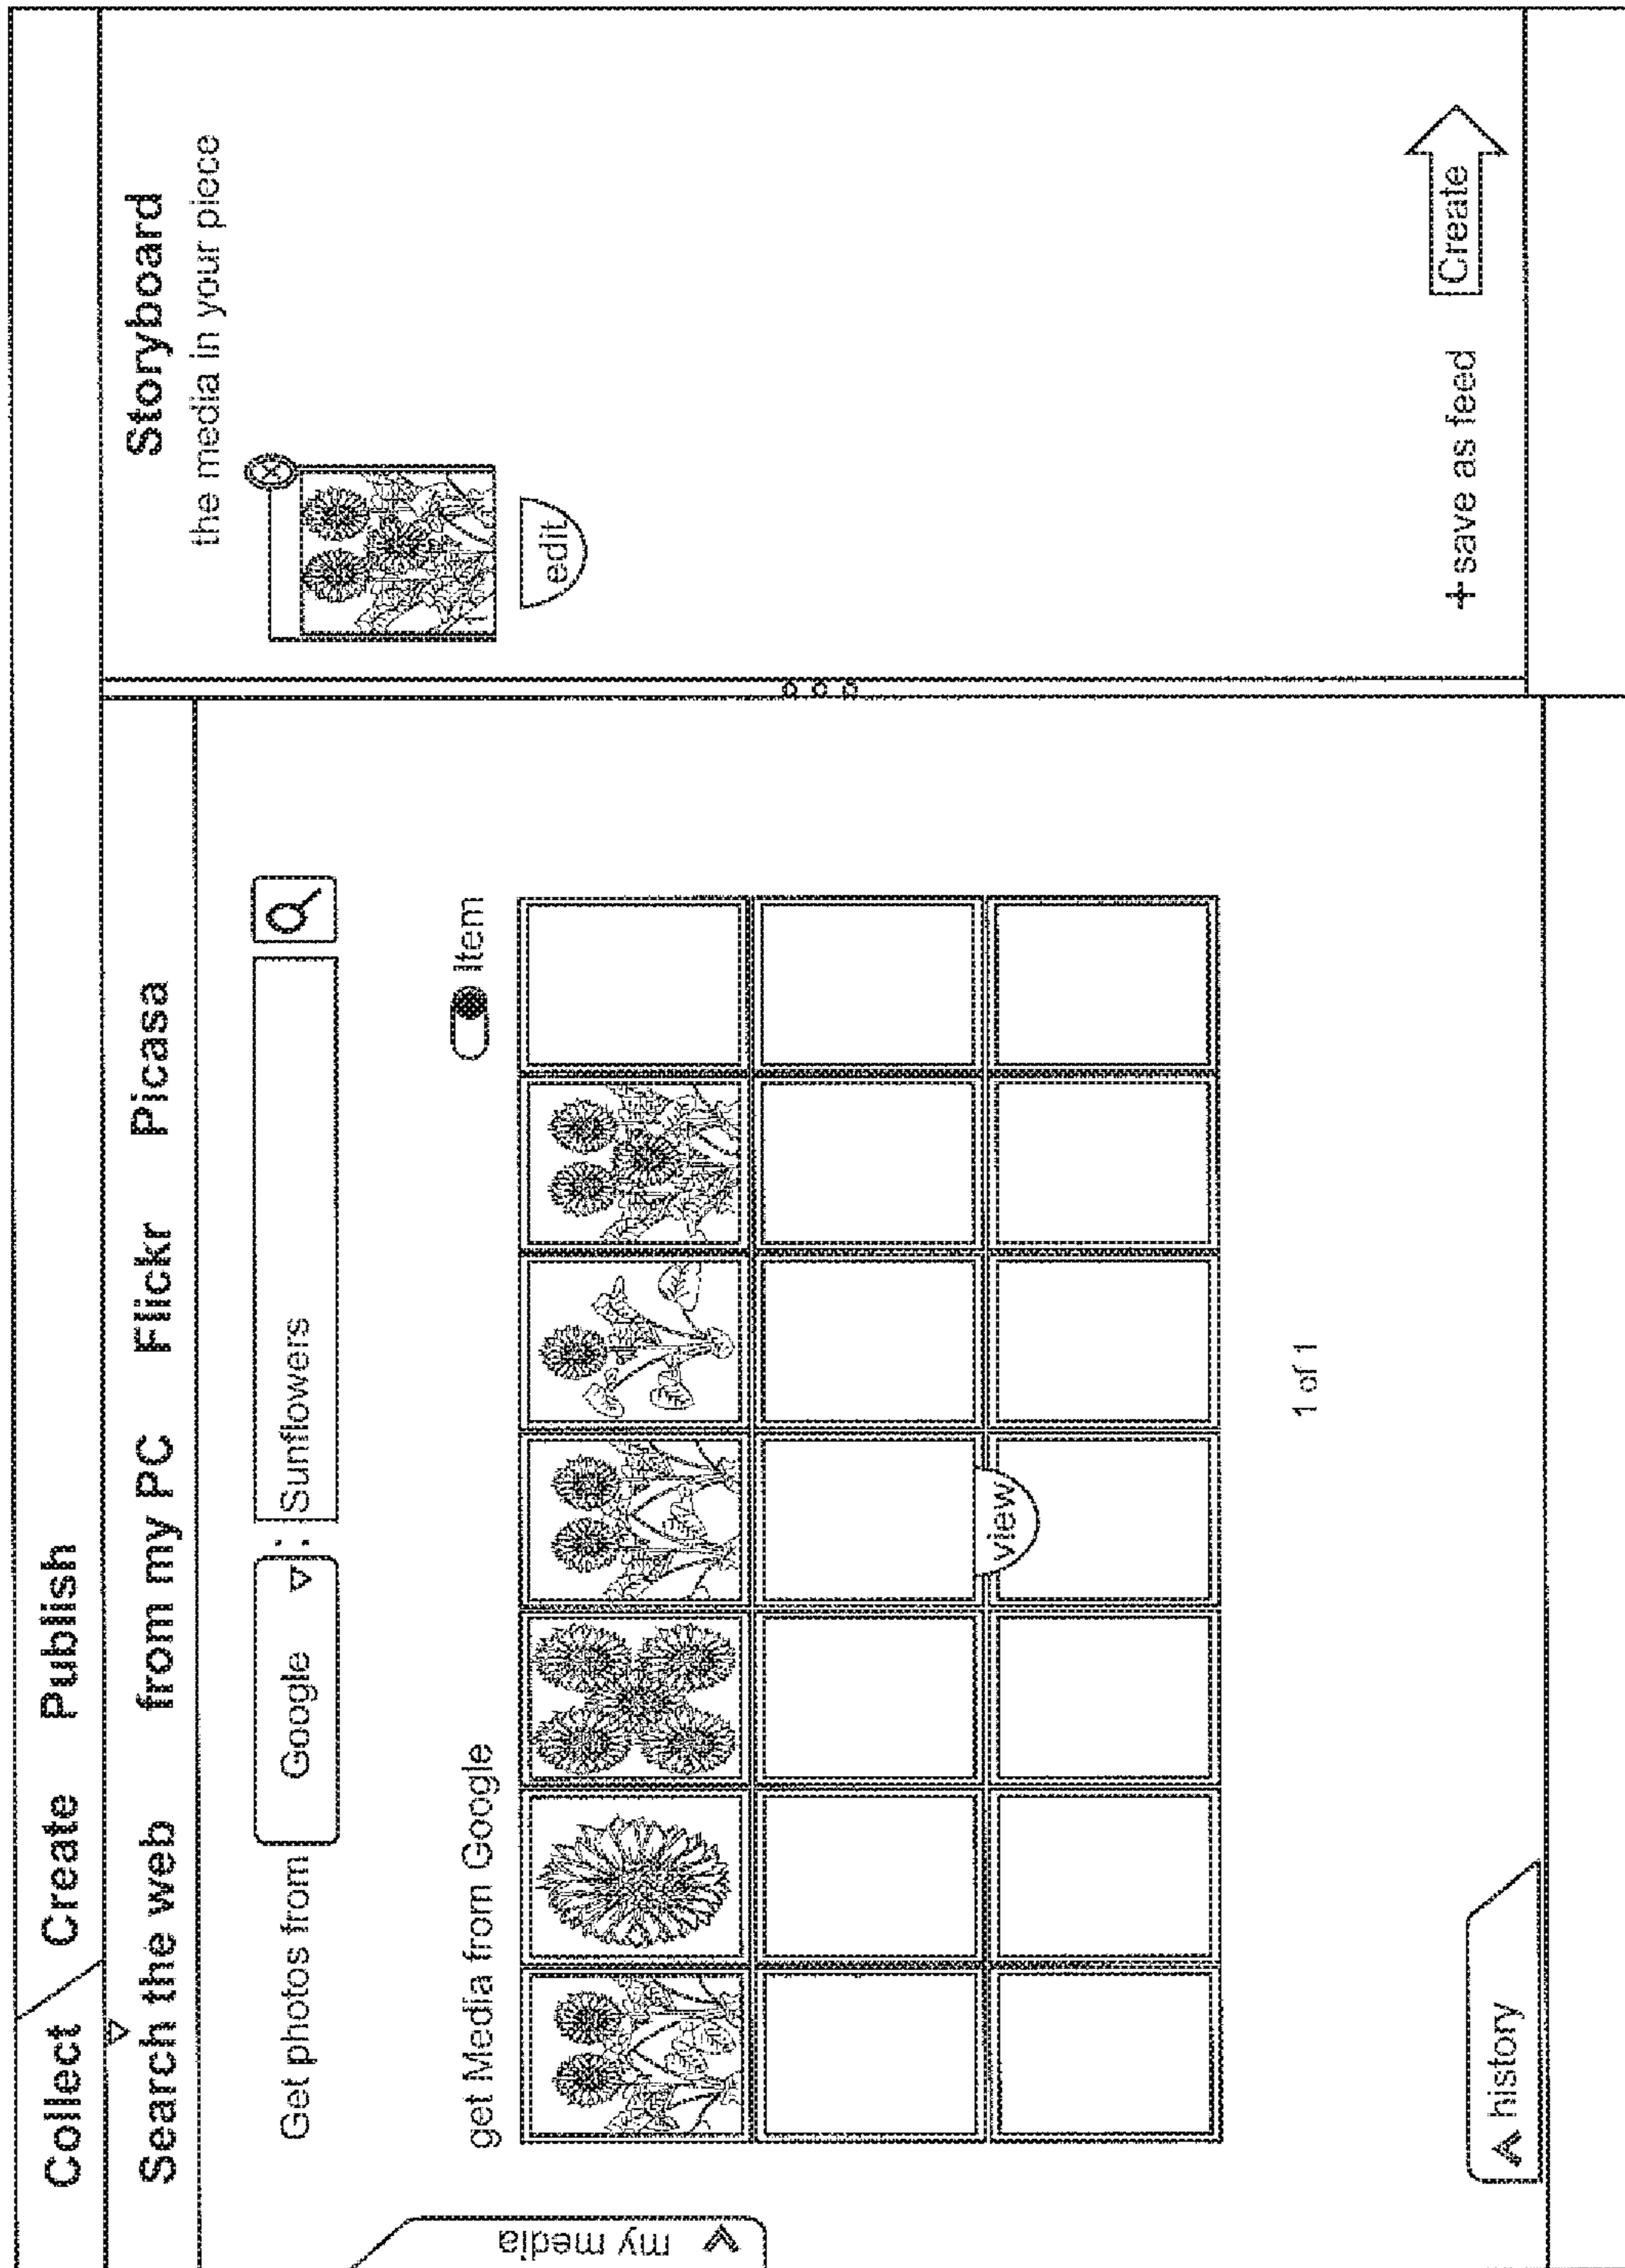 Collect Create Publish
Search the web from my PC Flickr Picasa
Get photos from Google : Sunflowers
get Media from Google
Item
view
1 of 1
my media
history
Storyboard
the media in your piece
1
edit
+ save as feed Create